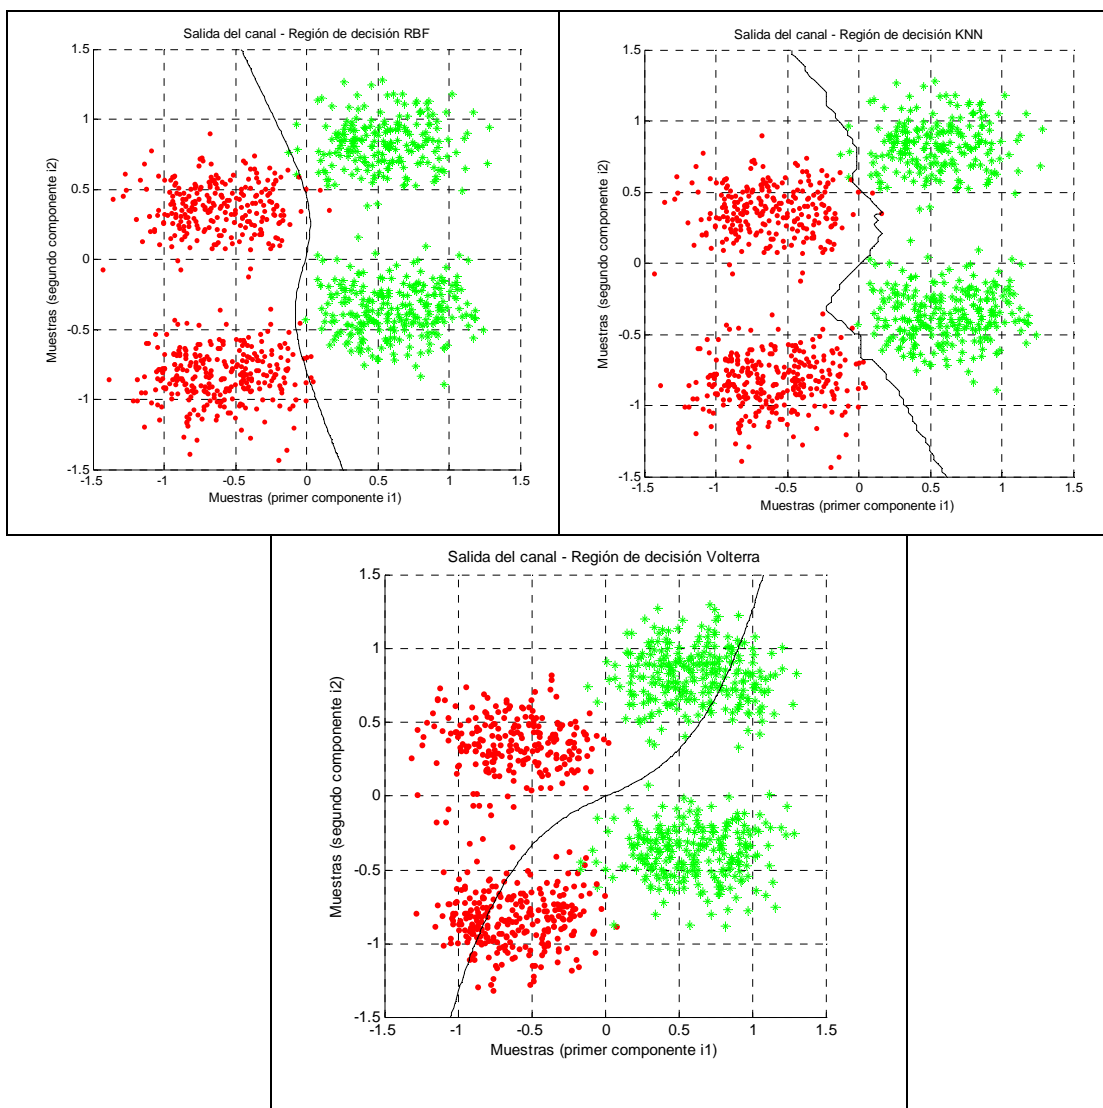 Salida del canal - Región de decisión RBF
1.5
1
0.5
0
-0.5
-1
-1.5
-1.5 -1 -0.5 0 0.5 1 1.5
Muestras (primer componente i1)
Muestras (segundo componente i2)
Salida del canal - Región de decisión KNN
1.5
1
0.5
0
-0.5
-1
-1.5
-1.5 -1 -0.5 0 0.5 1 1.5
Muestras (primer componente i1)
Muestras (segundo componente i2)
Salida del canal - Región de decisión Volterra
1.5
1
0.5
0
-0.5
-1
-1.5
-1.5 -1 -0.5 0 0.5 1 1.5
Muestras (primer componente i1)
Muestras (segundo componente i2)